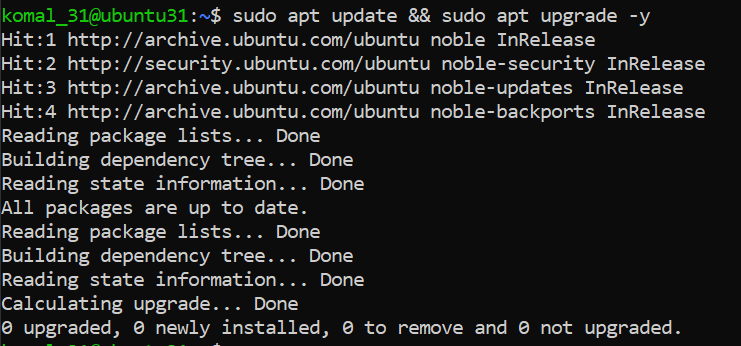 komal_31@ubuntu31:~$ sudo apt update && sudo apt upgrade -y
Hit:1 http://archive.ubuntu.com/ubuntu noble InRelease
Hit:2 http://security.ubuntu.com/ubuntu noble-security InRelease
Hit:3 http://archive.ubuntu.com/ubuntu noble-updates InRelease
Hit:4 http://archive.ubuntu.com/ubuntu noble-backports InRelease
Reading package lists... Done
Building dependency tree... Done
Reading state information... Done
All packages are up to date.
Reading package lists... Done
Building dependency tree... Done
Reading state information... Done
Calculating upgrade... Done
0 upgraded, 0 newly installed, 0 to remove and 0 not upgraded.